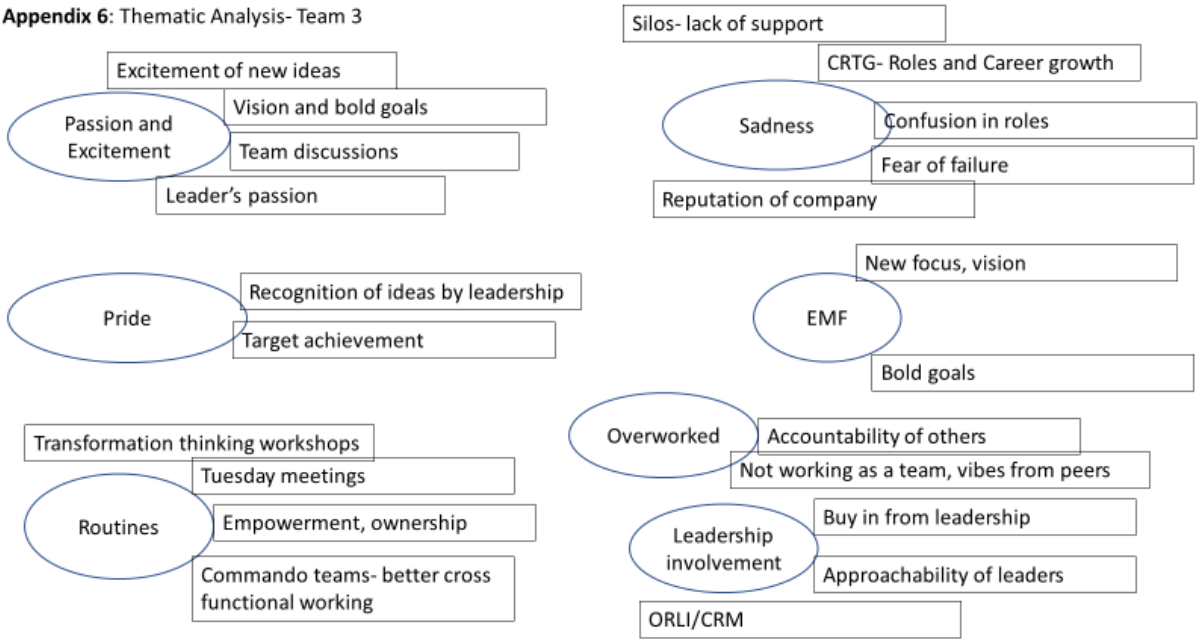 Appendix 6: Thematic Analysis- Team 3
Excitement of new ideas
Vision and bold goals
Passion and
Excitement
Team discussions
Leader's passion
Silos- lack of support
CRTG- Roles and Career growth
Sadness
Confusion in roles
Fear of failure
Reputation of company
Pride
Recognition of ideas by leadership
Target achievement
New focus, vision
EMF
Bold goals
Transformation thinking workshops
Tuesday meetings
Routines
Empowerment, ownership
Commando teams- better cross
functional working
Overworked
Accountability of others
Not working as a team, vibes from peers
Leadership
involvement
Buy in from leadership
Approachability of leaders
ORLI/CRM